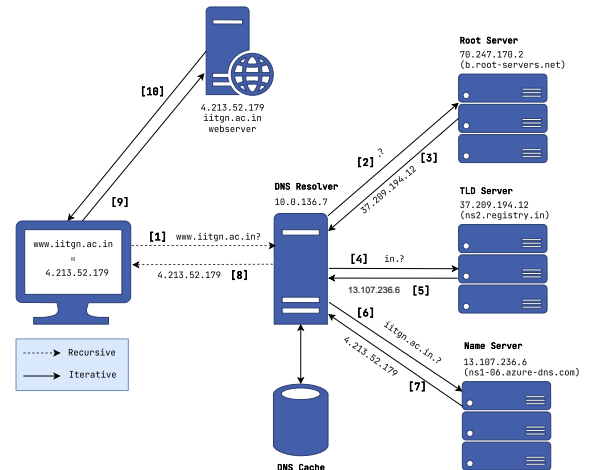 Root Server
70.247.170.2
(b.root-servers.net)
[10]
4.213.52.179
iitgn.ac.in
webserver
[2] .?
[3]
37.209.194.12
DNS Resolver
10.0.136.7
TLD Server
37.209.194.12
(ns2.registry.in)
[9]
[1] www.iitgn.ac.in?
www.iitgn.ac.in
=
4.213.52.179
4.213.52.179 [8]
[4] in.?
13.107.236.6 [5]
[6] iitgn.ac.in.?
4.213.52.179 [7]
Name Server
13.107.236.6
(ns1-06.azure-dns.com)
Recursive
Iterative
DNS Cache